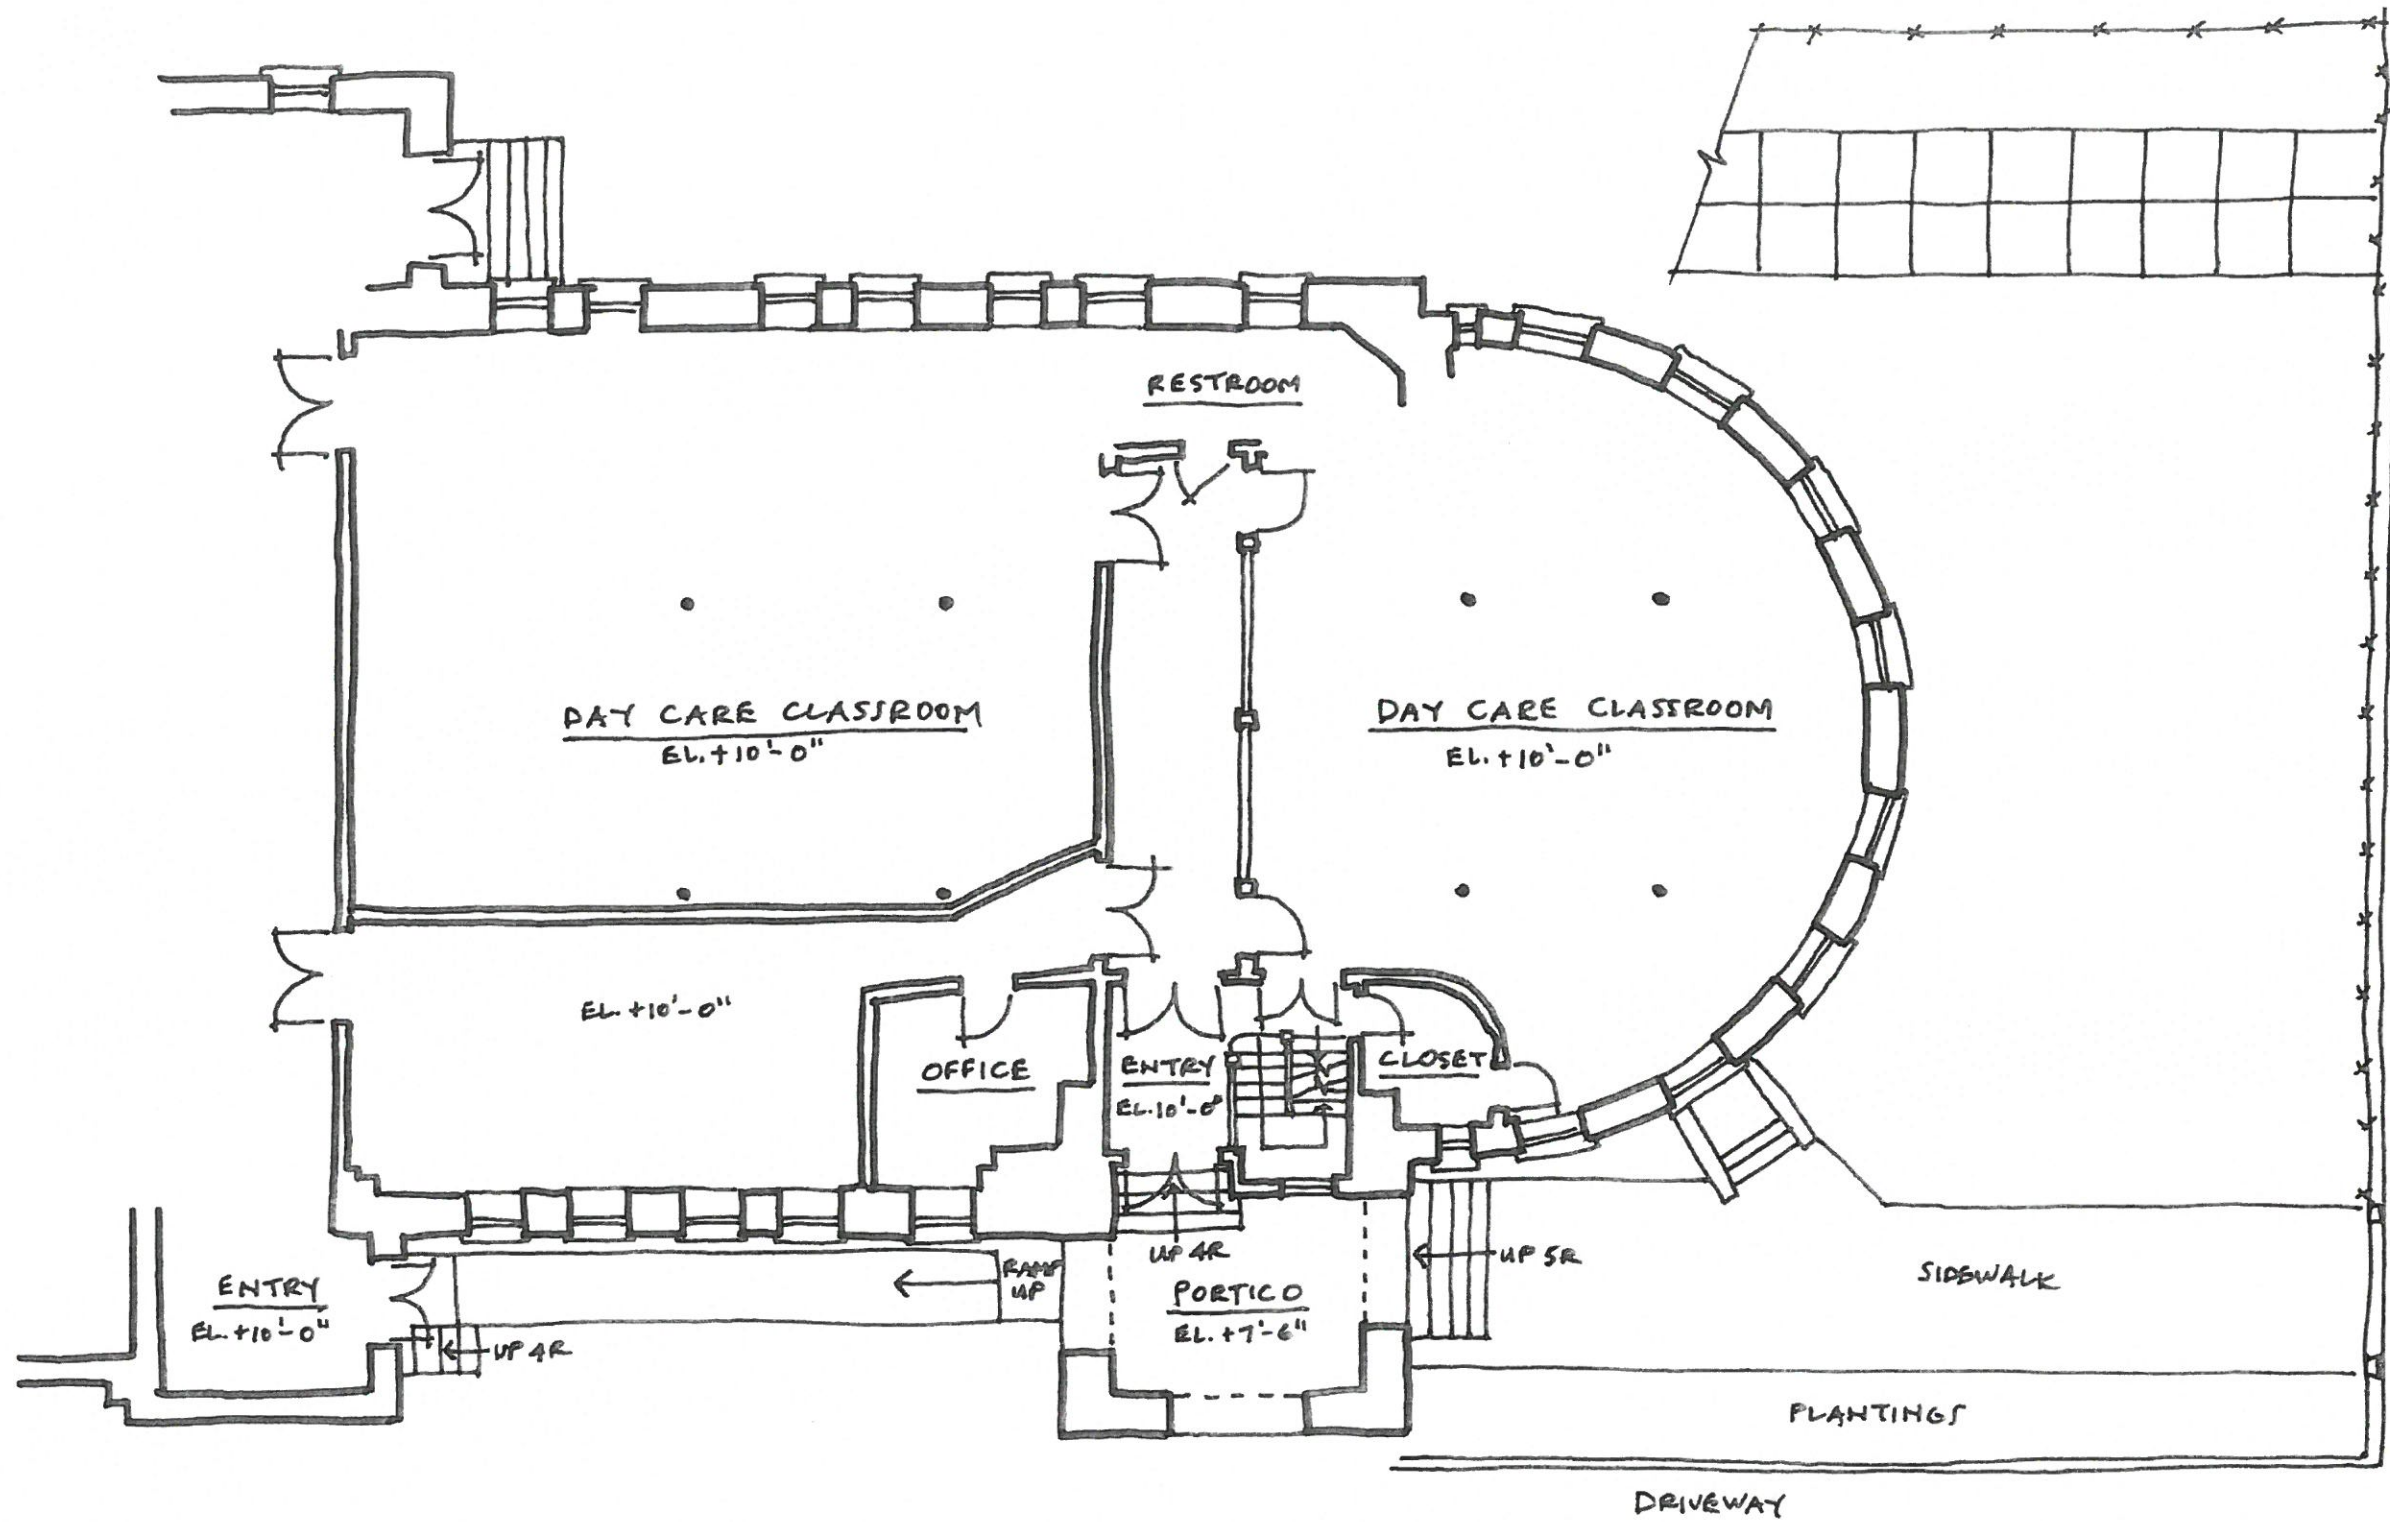 RESTROOM
DAY CARE CLASSROOM
EL. +10'-0"
DAY CARE CLASSROOM
EL. +10'-0"
EL. +10'-0"
OFFICE
ENTRY
EL. 10'-0"
CLOSET
UP 4R
RAMP
UP
UP 5R
PORTICO
EL. +7'-6"
SIDEWALK
ENTRY
EL. +10'-0"
UP 4R
PLANTINGS
DRIVEWAY